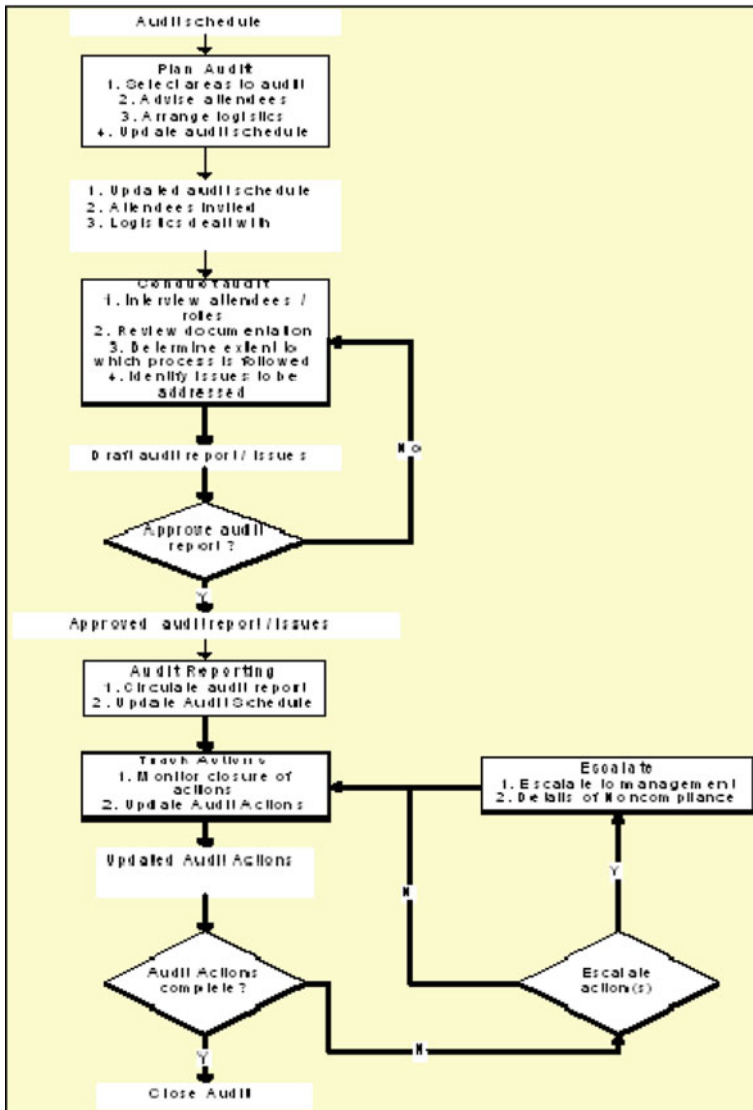 Audit schedule
Plan Audit
1. Select areas to audit
2. Advise attendees
3. Arrange logistics
4. Update audit schedule
1. Updated audit schedule
2. Attendees invited
3. Logistics dealt with
Conduct audit
1. Interview attendees /
roles
2. Review documentation
3. Determine extent to
which process is followed
4. Identify issues to be
addressed
No
Draft audit report / issues
Approve audit
report?
Y
Approved audit report / issues
Audit Reporting
1. Circulate audit report
2. Update Audit Schedule
Track Actions
1. Monitor closure of
actions
2. Update Audit Actions
Escalate
1. Escalate to management
2. Details of Noncompliance
Updated Audit Actions
Y
N
Audit Actions
complete?
Escalate
action(s)
N
Y
Close Audit